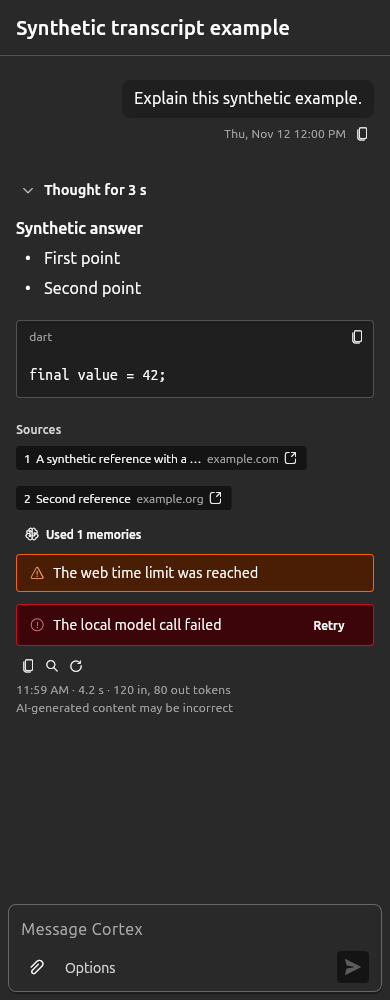 Synthetic transcript example
Explain this synthetic example.
Thu, Nov 12 12:00 PM
Thought for 3 s
Synthetic answer
• First point
• Second point
dart
final value = 42;
Sources
1 A synthetic reference with a … example.com
2 Second reference example.org
Used 1 memories
The web time limit was reached
The local model call failed Retry
11:59 AM · 4.2 s · 120 in, 80 out tokens
AI-generated content may be incorrect
Message Cortex
Options